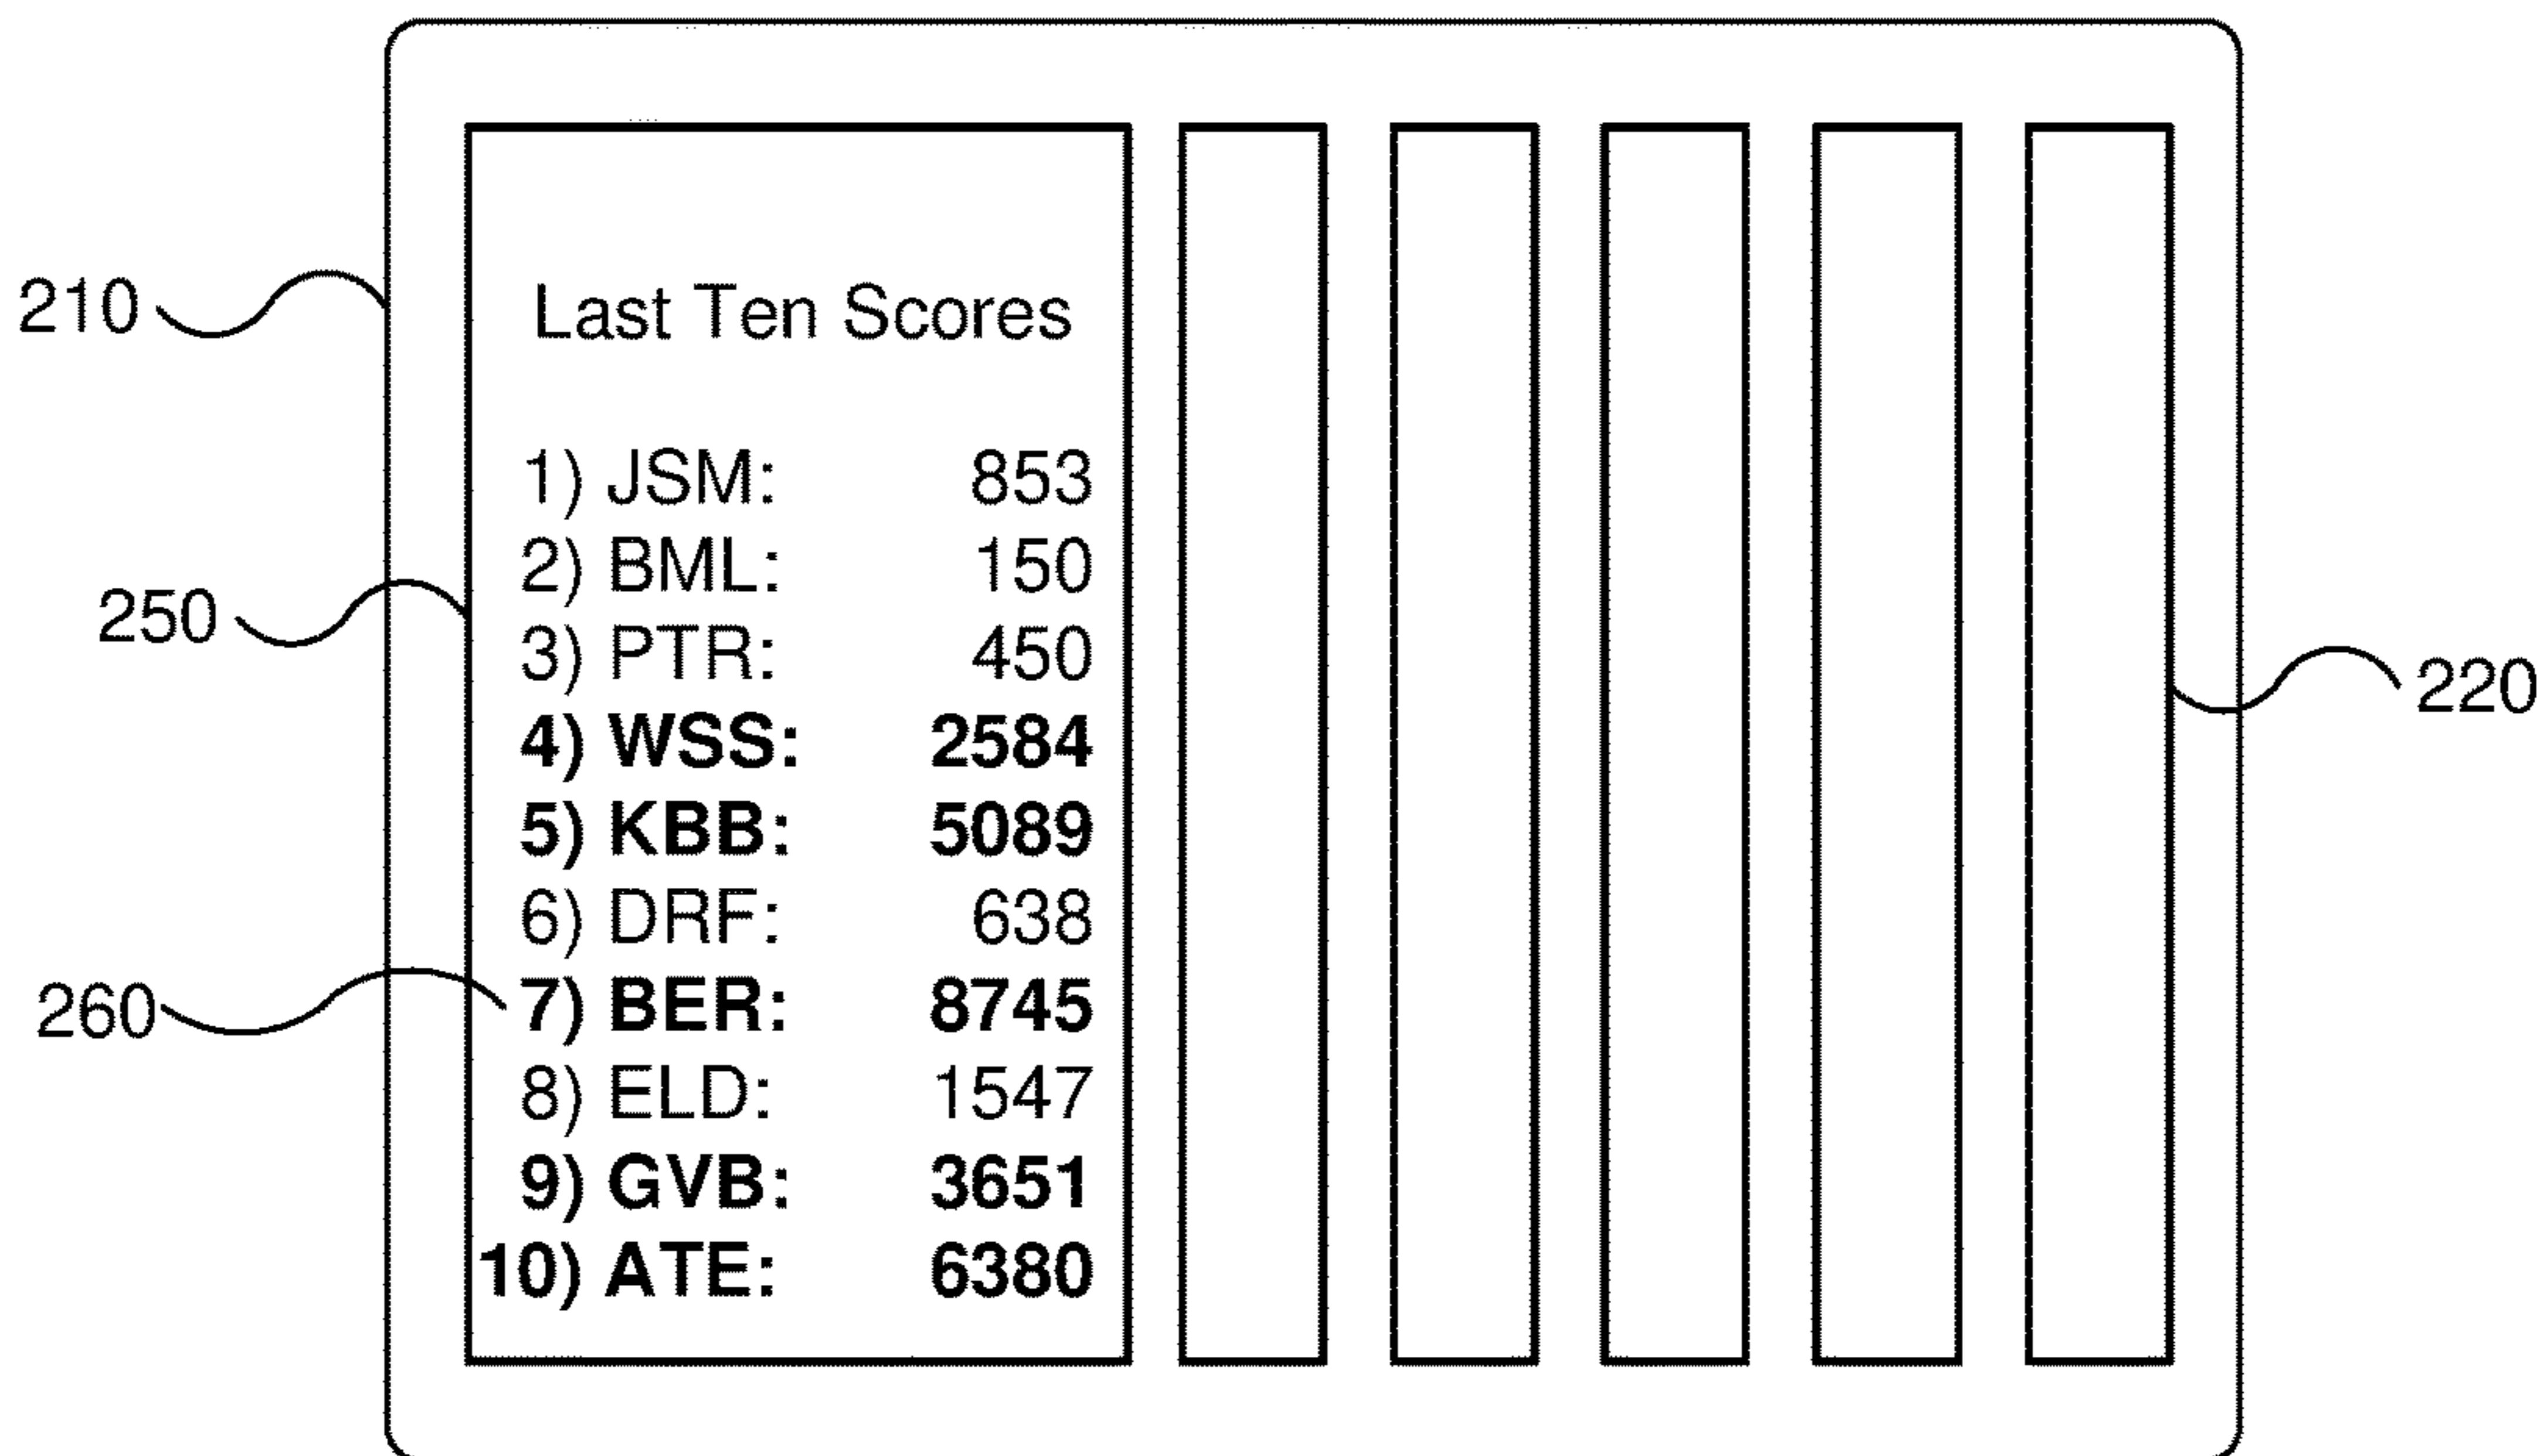 210
Last Ten Scores
1) JSM: 853
2) BML: 150
250
3) PTR: 450
220
4) WSS: 2584
5) KBB: 5089
6) DRF: 638
260
7) BER: 8745
8) ELD: 1547
9) GVB: 3651
10) ATE: 6380